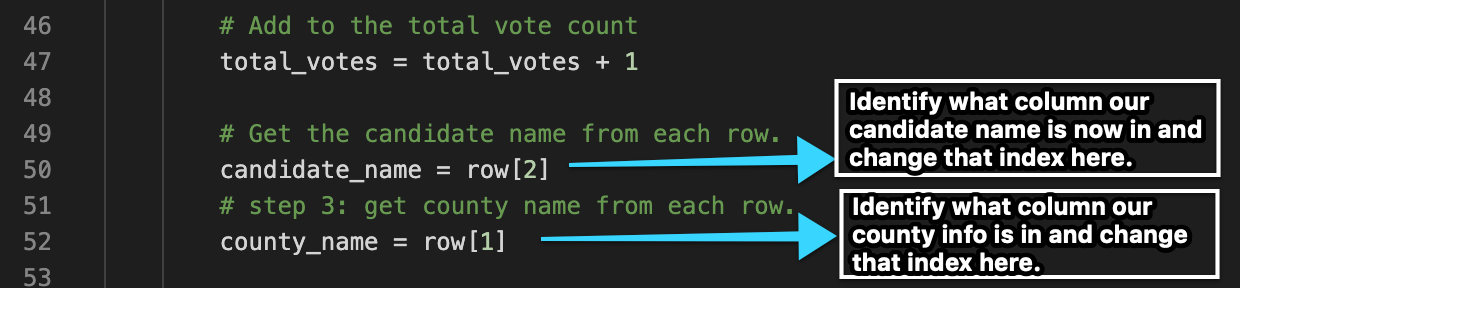 46 # Add to the total vote count
47 total_votes = total_votes + 1
48
49 # Get the candidate name from each row.
50 candidate_name = row[2]
51 # step 3: get county name from each row.
52 county_name = row[1]
53
Identify what column our
candidate name is now in and
change that index here.
Identify what column our
county info is in and change
that index here.